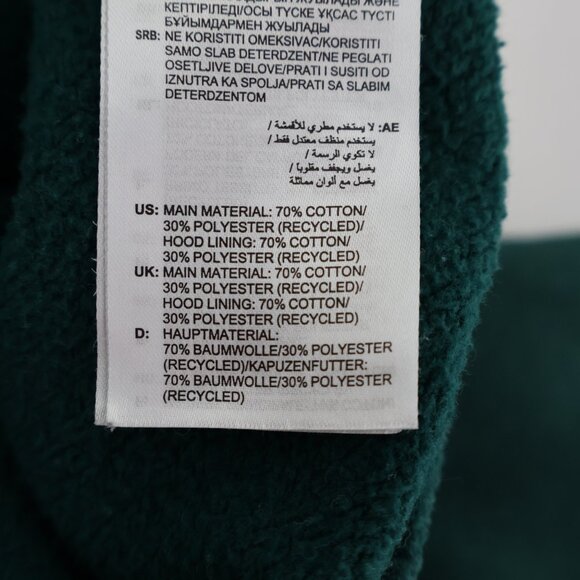 КЕПТІРІЛЕДІ/ОСЫ ТҮСКЕ ҰҚСАС ТҮСТІ
БҰЙЫМДАРМЕН ЖУЫЛАДЫ
SRB: NE KORISTITI OMEKSIVAC/KORISTITI
SAMO SLAB DETERDZENT/NE PEGLATI
OSETLJIVE DELOVE/PRATI I SUSITI OD
IZNUTRA KA SPOLJA/PRATI SA SLABIM
DETERDZENTOM
AE: لا يستخدم مطري للأقمشة/
يستخدم منظف معتدل فقط/
لا تكوي الرسمة/
يغسل ويجفف مقلوباً/
يغسل مع ألوان مماثلة
US: MAIN MATERIAL: 70% COTTON/
30% POLYESTER (RECYCLED)/
HOOD LINING: 70% COTTON/
30% POLYESTER (RECYCLED)
UK: MAIN MATERIAL: 70% COTTON/
30% POLYESTER (RECYCLED)/
HOOD LINING: 70% COTTON/
30% POLYESTER (RECYCLED)
D: HAUPTMATERIAL:
70% BAUMWOLLE/30% POLYESTER
(RECYCLED)/KAPUZENFUTTER:
70% BAUMWOLLE/30% POLYESTER
(RECYCLED)